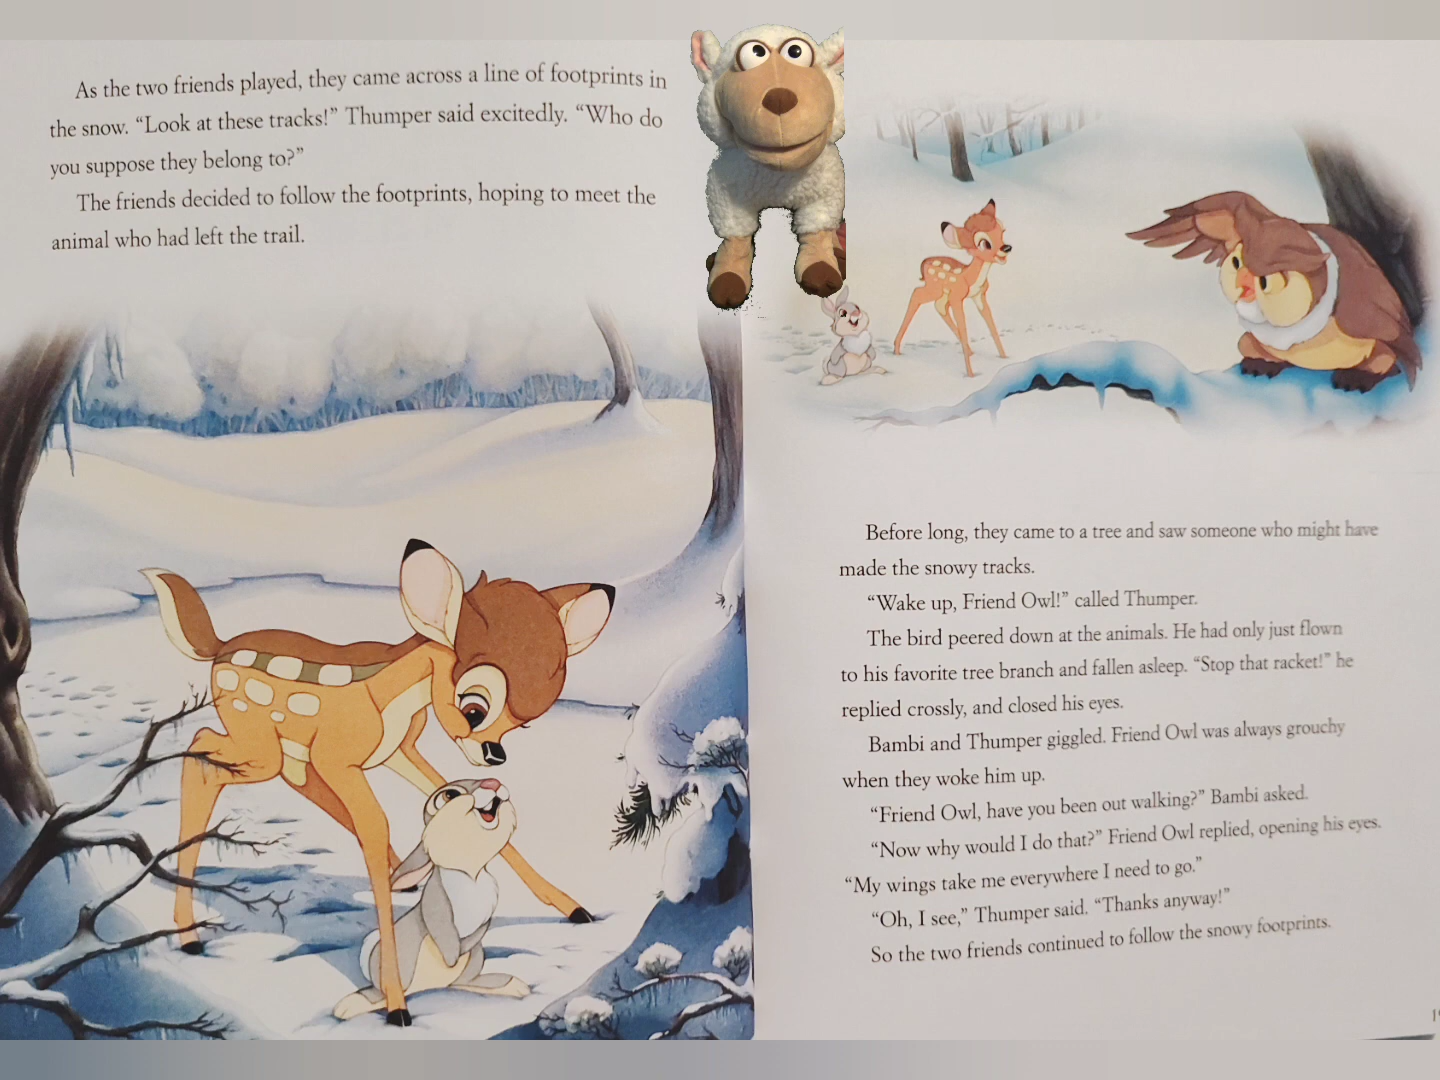 As the two friends played, they came across a line of footprints in
the snow. “Look at these tracks!” Thumper said excitedly. “Who do
you suppose they belong to?”
The friends decided to follow the footprints, hoping to meet the
animal who had left the trail.
Before long, they came to a tree and saw someone who might have
made the snowy tracks.
“Wake up, Friend Owl!” called Thumper.
The bird peered down at the animals. He had only just flown
to his favorite tree branch and fallen asleep. “Stop that racket!” he
replied crossly, and closed his eyes.
Bambi and Thumper giggled. Friend Owl was always grouchy
when they woke him up.
“Friend Owl, have you been out walking?” Bambi asked.
“Now why would I do that?” Friend Owl replied, opening his eyes.
“My wings take me everywhere I need to go.”
“Oh, I see,” Thumper said. “Thanks anyway!”
So the two friends continued to follow the snowy footprints.